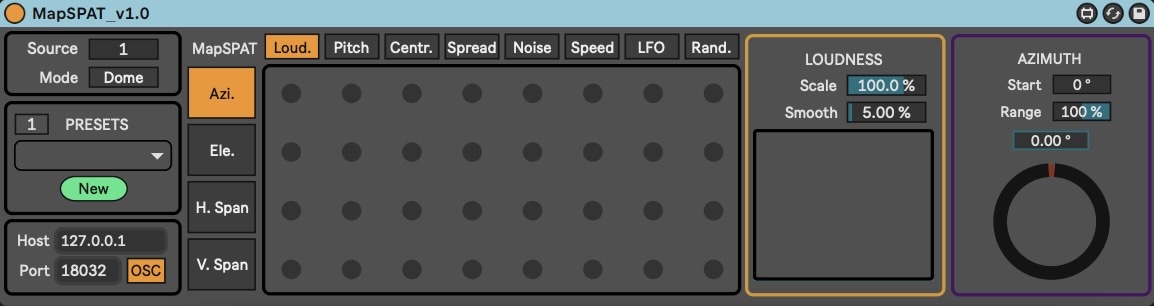 MapSPAT_v1.0
Source 1
Mode Dome
1 PRESETS
New
Host 127.0.0.1
Port 18032 OSC
MapSPAT Loud. Pitch Centr. Spread Noise Speed LFO Rand.
Azi.
Ele.
H. Span
V. Span
LOUDNESS
Scale 100.0 %
Smooth 5.00 %
AZIMUTH
Start 0 °
Range 100 %
0.00 °